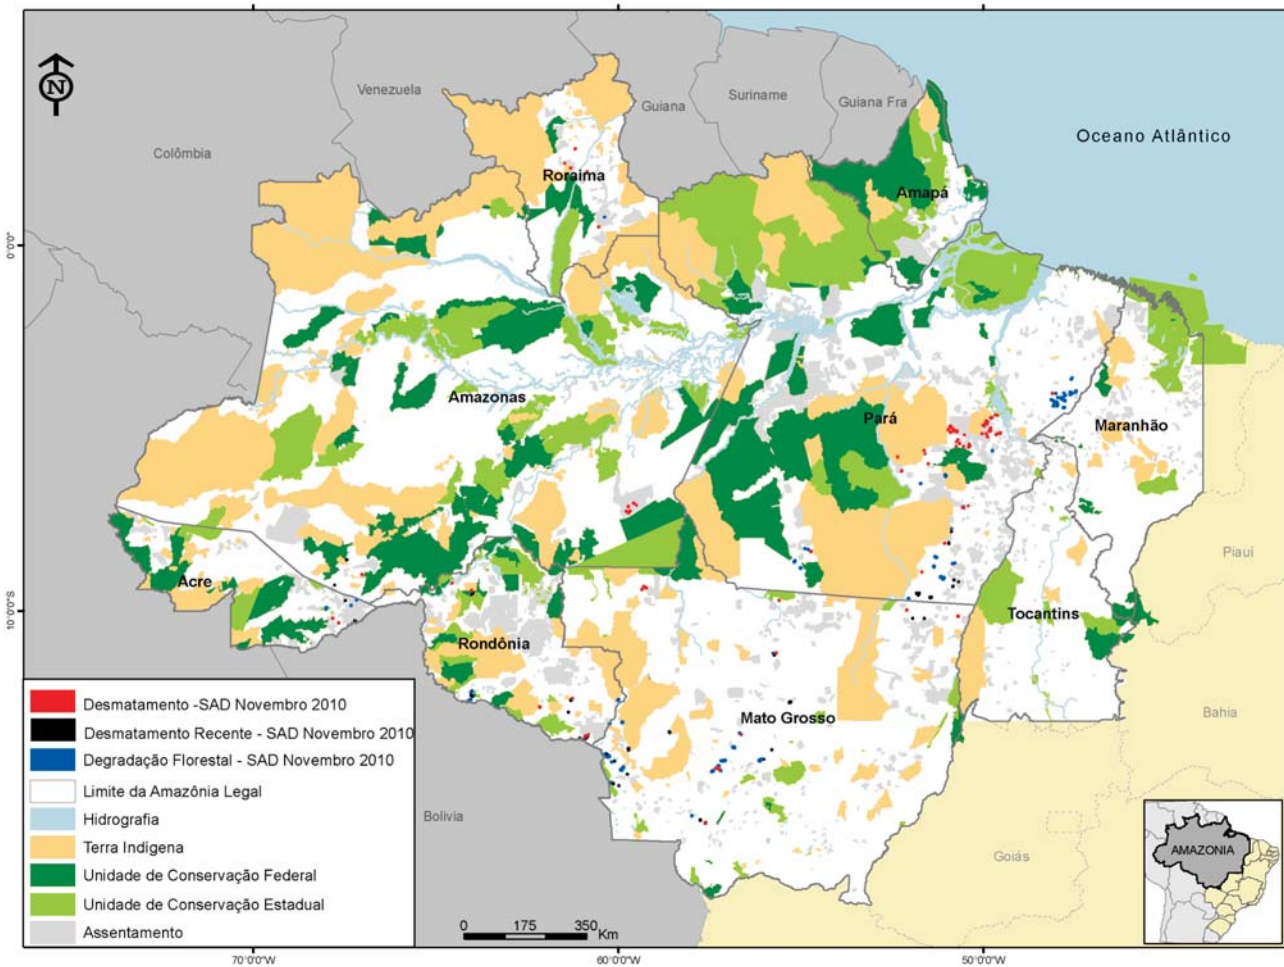 Venezuela
Guiana
Suriname
Guiana Fra
Colômbia
Oceano Atlântico
N
Roraima
Amapá
0°0'0"
Amazonas
Pará
Maranhão
Piauí
Acre
10°0'0"S
Tocantins
Rondônia
Mato Grosso
Bahia
Bolivia
Goiás
Desmatamento -SAD Novembro 2010
Desmatamento Recente - SAD Novembro 2010
Degradação Florestal - SAD Novembro 2010
Limite da Amazônia Legal
Hidrografia
Terra Indígena
Unidade de Conservação Federal
Unidade de Conservação Estadual
Assentamento
0 175 350
Km
AMAZONIA
70°0'0"W 60°0'0"W 50°0'0"W